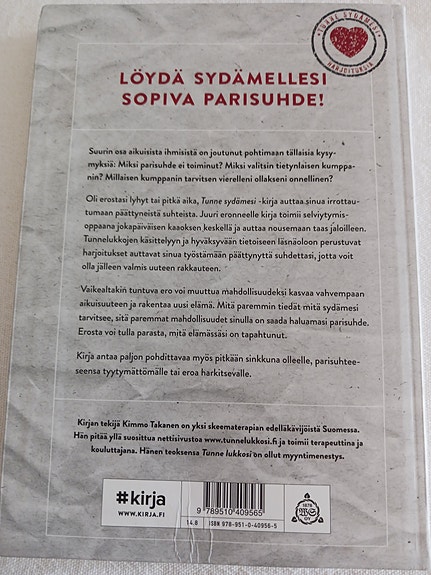 TUNNE SYDÄMESI
HARJOITUKSIA
LÖYDÄ SYDÄMELLESI
SOPIVA PARISUHDE!
Suurin osa aikuisista ihmisistä on joutunut pohtimaan tällaisia kysy-
myksiä: Miksi parisuhde ei toiminut? Miksi valitsin tietynlaisen kumppa-
nin? Millaisen kumppanin tarvitsen vierelleni ollakseni onnellinen?
Oli erostasi lyhyt tai pitkä aika, Tunne sydämesi -kirja auttaa sinua irrottau-
tumaan päättyneistä suhteista. Juuri eronneelle kirja toimii selviytymis-
oppaana jokapäiväisen kaaoksen keskellä ja auttaa nousemaan taas jaloilleen.
Tunnelukkojen käsittelyyn ja hyväksyvään tietoiseen läsnäoloon perustuvat
harjoitukset auttavat sinua työstämään päättynyttä suhdettasi, jotta voit
olla jälleen valmis uuteen rakkauteen.
Vaikealtakin tuntuva ero voi muuttua mahdollisuudeksi kasvaa vahvempaan
aikuisuuteen ja rakentaa uusi elämä. Mitä paremmin tiedät mitä sydämesi
tarvitsee, sitä paremmat mahdollisuudet sinulla on saada haluamasi parisuhde.
Erosta voi tulla parasta, mitä elämässäsi on tapahtunut.
Kirja antaa paljon pohdittavaa myös pitkään sinkkuna olleelle, parisuhtee-
seensa tyytymättömälle tai eroa harkitsevalle.
Kirjan tekijä Kimmo Takanen on yksi skeematerapian edelläkävijöistä Suomessa.
Hän pitää yllä suosittua nettisivustoa www.tunnelukkosi.fi ja toimii terapeuttina ja
kouluttajana. Hänen teoksensa Tunne lukkosi on ollut myyntimenestys.
#kirja
WWW.KIRJA.FI
9 789510 409565
14.8 ISBN 978-951-0-40956-5
1878
WS
OY